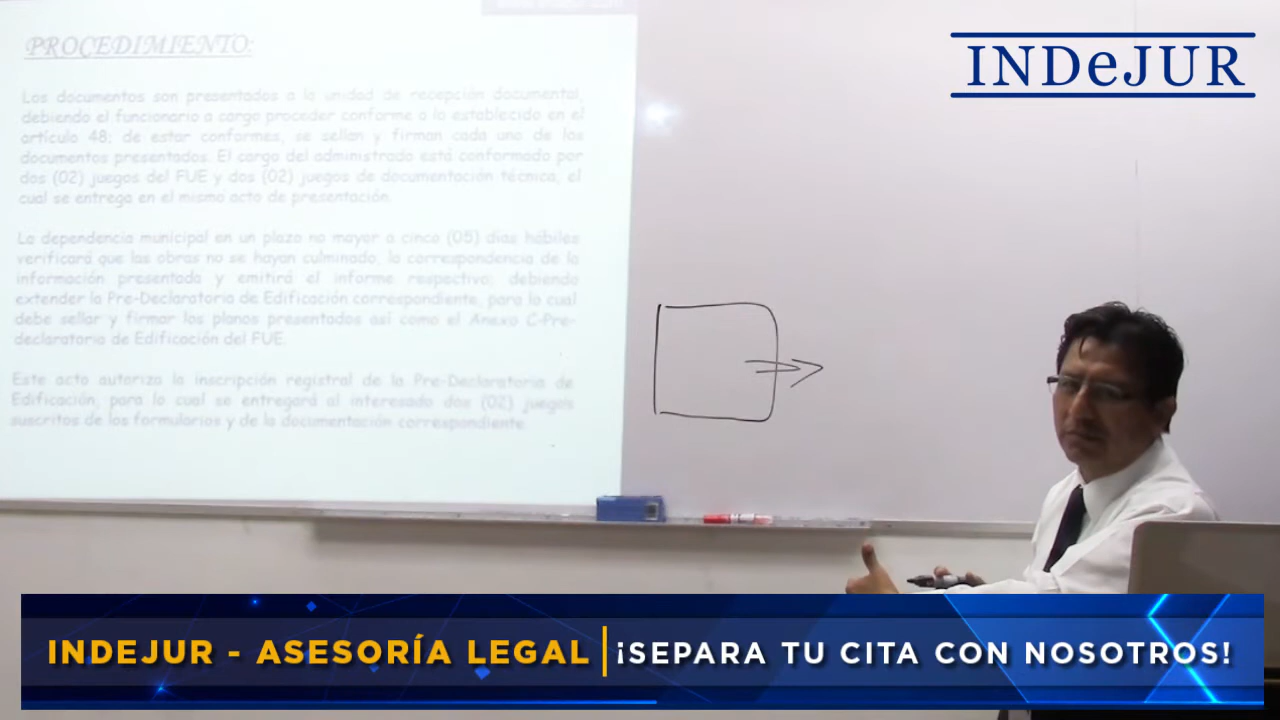 INDeJUR
PROCEDIMIENTO:
Los documentos son presentados a la unidad de recepción documental,
debiendo el funcionario a cargo proceder conforme a lo establecido en el
artículo 48; de estar conformes, se sellan y firman cada uno de los
documentos presentados. El cargo del administrado está conformado por
dos (02) juegos del FUE y dos (02) juegos de documentación técnica, el
cual se entrega en el mismo acto de presentación.
La dependencia municipal en un plazo no mayor a cinco (05) días hábiles
verificará que las obras no se hayan culminado, la correspondencia de la
información presentada y emitirá el informe respectivo; debiendo
extender la Pre-Declaratoria de Edificación correspondiente, para lo cual
debe sellar y firmar los planos presentados así como el Anexo C-Pre-
declaratoria de Edificación del FUE.
Este acto autoriza la inscripción registral de la Pre-Declaratoria de
Edificación, para lo cual se entregará al interesado dos (02) juegos
suscritos de los formularios y de la documentación correspondiente
INDEJUR - ASESORÍA LEGAL
¡SEPARA TU CITA CON NOSOTROS!